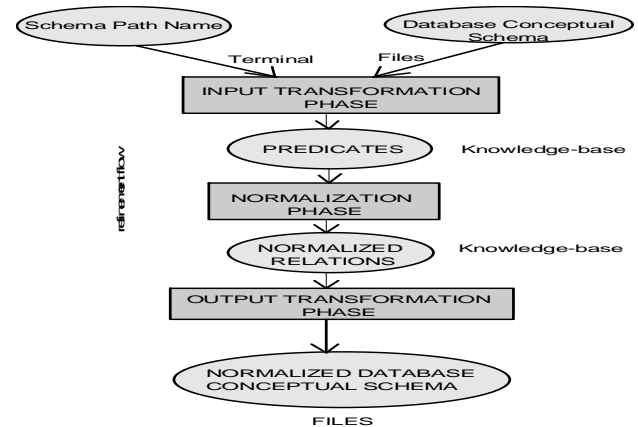 Schema Path Name
Database Conceptual
Schema
Terminal
Files
INPUT TRANSFORMATION
PHASE
PREDICATES
Knowledge-base
NORMALIZATION
PHASE
NORMALIZED
RELATIONS
Knowledge-base
OUTPUT TRANSFORMATION
PHASE
NORMALIZED DATABASE
CONCEPTUAL SCHEMA
FILES